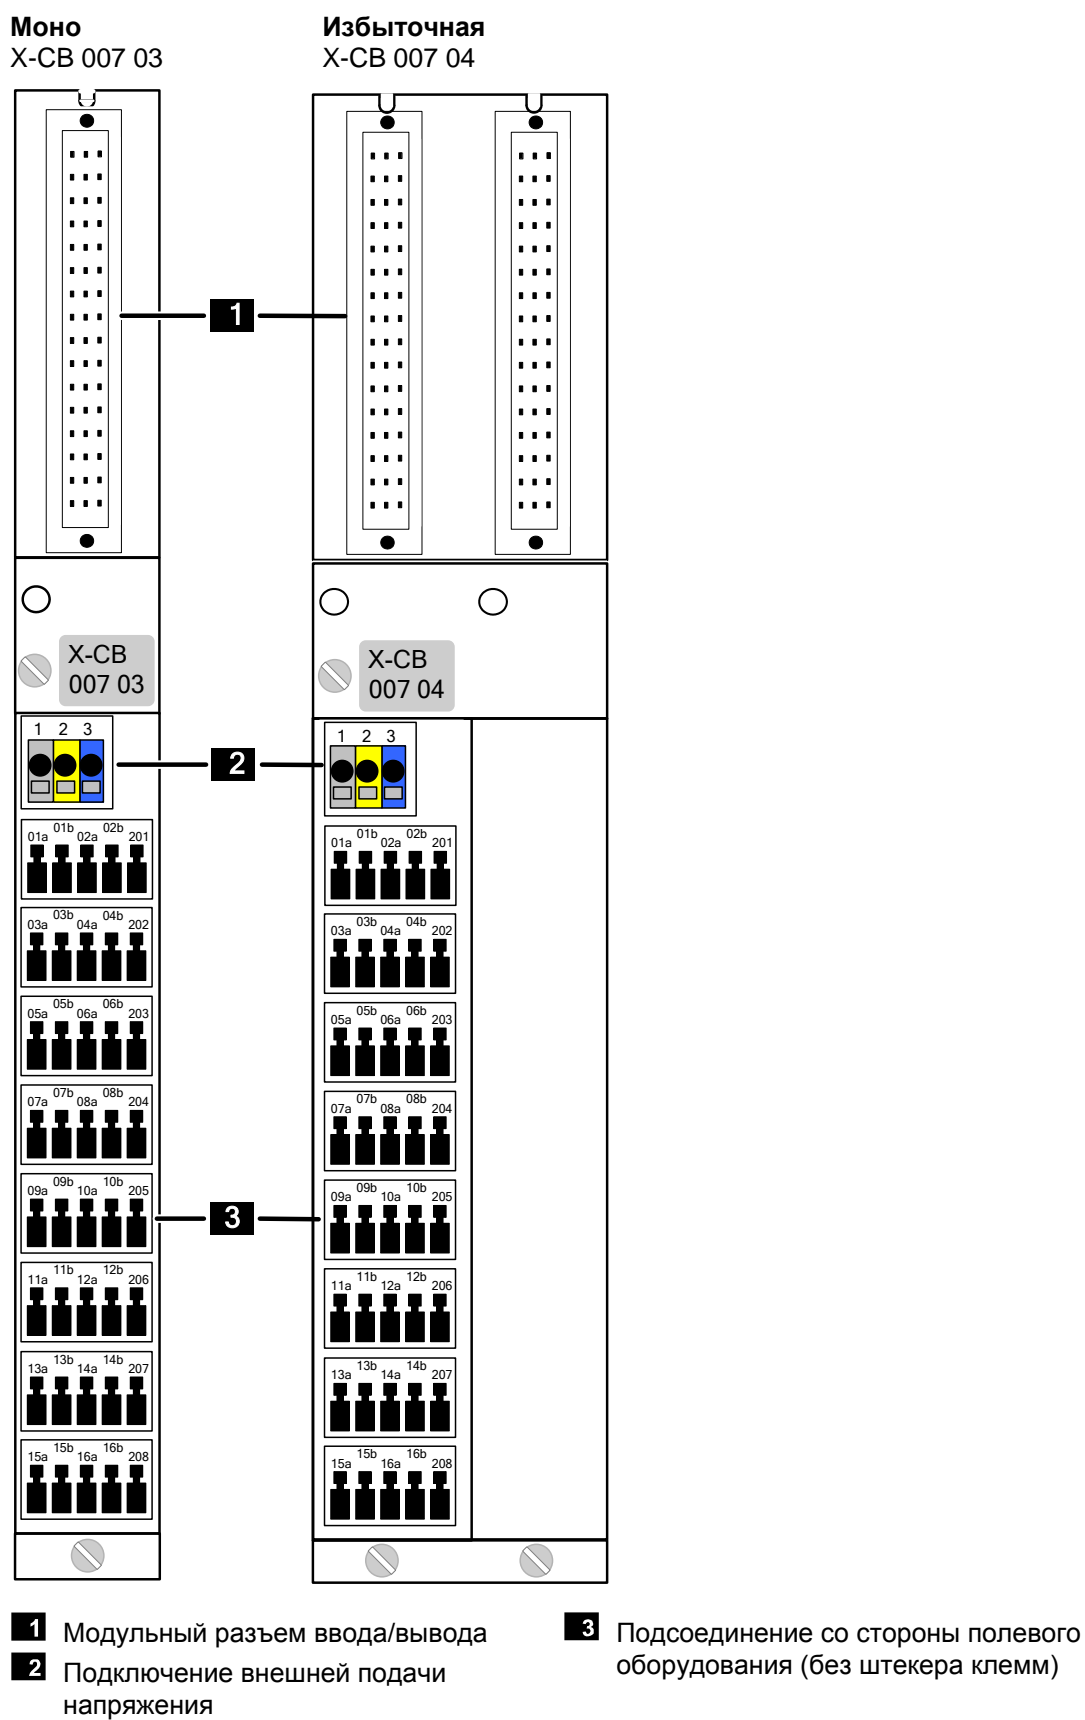 Моно
X-CB 007 03
Избыточная
X-CB 007 04
1
X-CB
007 03
X-CB
007 04
1 2 3
2
1 2 3
01a 01b 02a 02b 201
01a 01b 02a 02b 201
03a 03b 04a 04b 202
03a 03b 04a 04b 202
05a 05b 06a 06b 203
05a 05b 06a 06b 203
07a 07b 08a 08b 204
07a 07b 08a 08b 204
09a 09b 10a 10b 205
3
09a 09b 10a 10b 205
11a 11b 12a 12b 206
11a 11b 12a 12b 206
13a 13b 14a 14b 207
13a 13b 14a 14b 207
15a 15b 16a 16b 208
15a 15b 16a 16b 208
1 Модульный разъем ввода/вывода
2 Подключение внешней подачи
напряжения
3 Подсоединение со стороны полевого
оборудования (без штекера клемм)